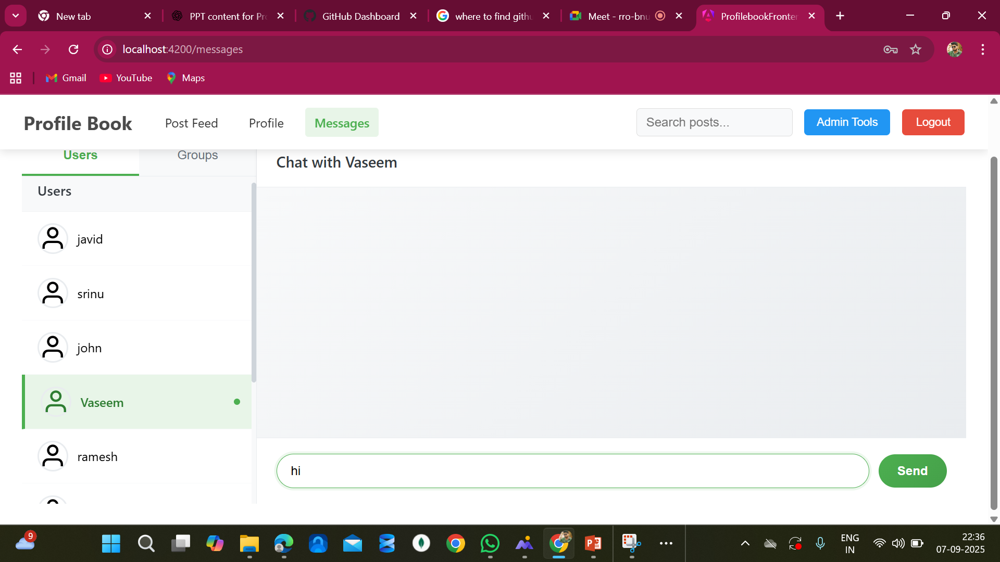 New tab
PPT content for Pro
GitHub Dashboard
where to find githu
Meet - rro-bnu
ProfilebookFronten
localhost:4200/messages
Gmail
YouTube
Maps
Profile Book
Post Feed
Profile
Messages
Search posts...
Admin Tools
Logout
Users
Groups
Users
javid
srinu
john
Vaseem
ramesh
Chat with Vaseem
hi
Send
9
ENG
IN
22:36
07-09-2025